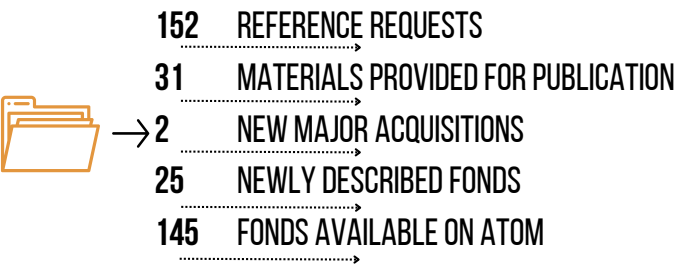 152 REFERENCE REQUESTS
31 MATERIALS PROVIDED FOR PUBLICATION
2 NEW MAJOR ACQUISITIONS
25 NEWLY DESCRIBED FONDS
145 FONDS AVAILABLE ON ATOM